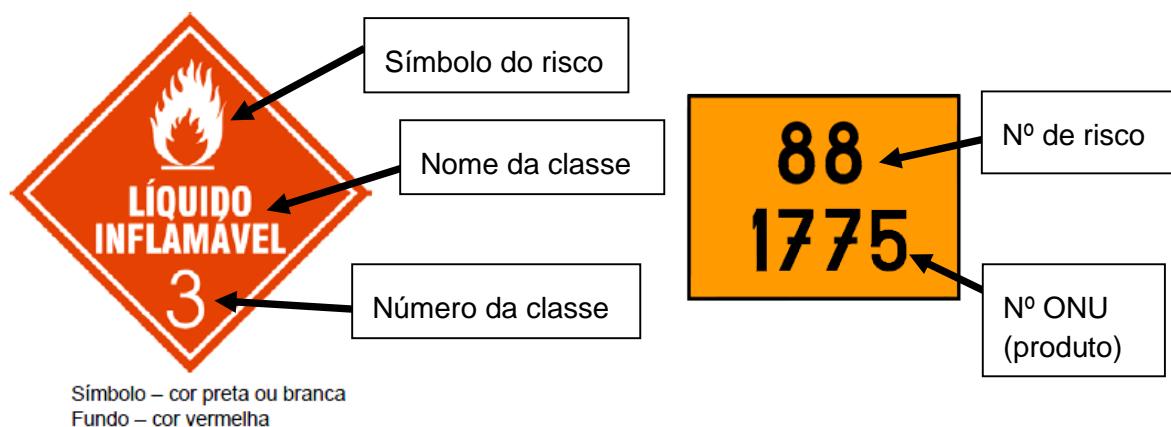 Símbolo do risco
LÍQUIDO
INFLAMÁVEL
3
Nome da classe
Número da classe
Símbolo – cor preta ou branca
Fundo – cor vermelha
88
1775
Nº de risco
Nº ONU
(produto)